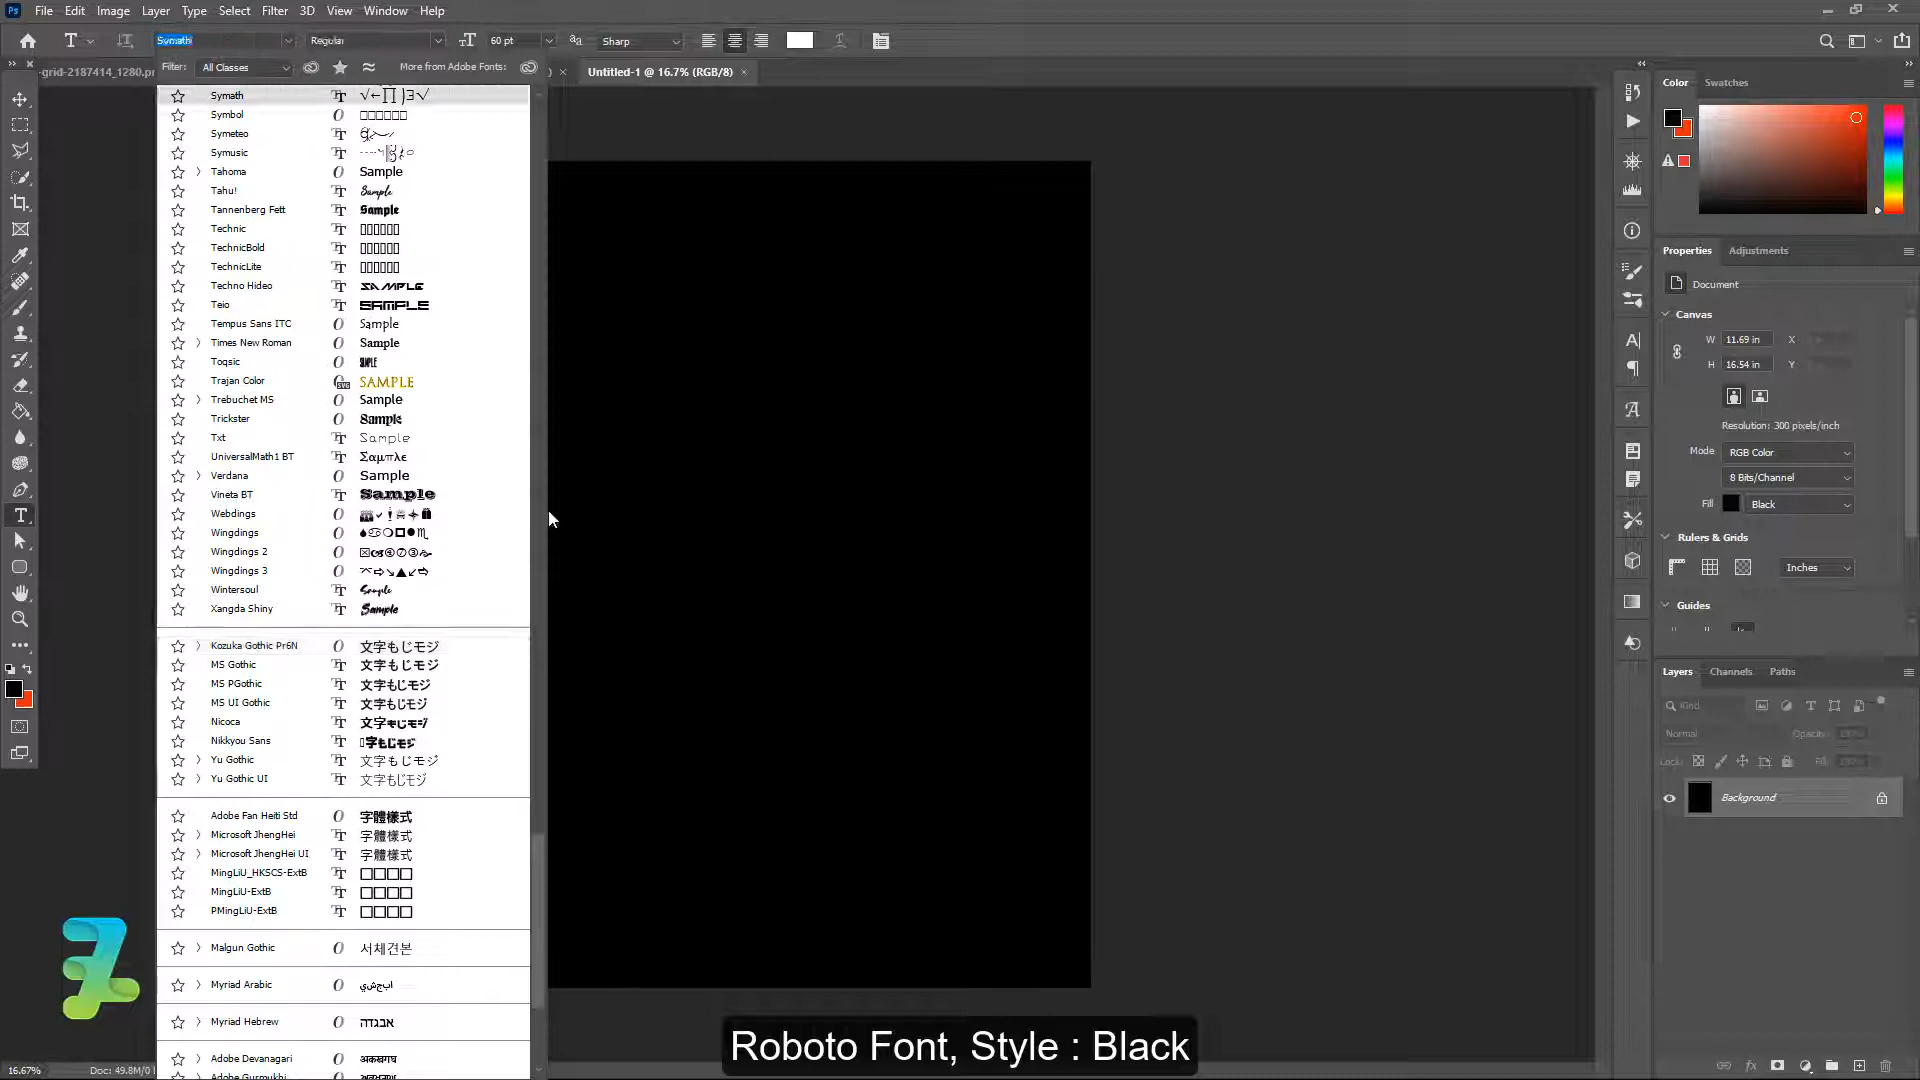 Ps File Edit Image Layer Type Select Filter 3D View Window Help
Symath Regular 60 pt Sharp
Filter: All Classes More from Adobe Fonts:
-grid-2187414_1280.pr
Untitled-1 @ 16.7% (RGB/8)
Symath
Symbol
Symeteo
Symusic
Tahoma Sample
Tahu! Sample
Tannenberg Fett Sample
Technic
TechnicBold
TechnicLite
Techno Hideo SAMPLE
Teio SAMPLE
Tempus Sans ITC Sample
Times New Roman Sample
Toqsic SAMPLE
Trajan Color SAMPLE
Trebuchet MS Sample
Trickster Sample
Txt Sample
UniversalMath1 BT Σαμπλε
Verdana Sample
Vineta BT Sample
Webdings
Wingdings
Wingdings 2
Wingdings 3
Wintersoul Sample
Xangda Shiny Sample
Kozuka Gothic Pr6N 文字もじモジ
MS Gothic 文字もじモジ
MS PGothic 文字もじモジ
MS UI Gothic 文字もじモジ
Nicoca 文字もじモジ
Nikkyou Sans 字もじモジ
Yu Gothic 文字もじモジ
Yu Gothic UI 文字もじモジ
Adobe Fan Heiti Std 字體樣式
Microsoft JhengHei 字體樣式
Microsoft JhengHei UI 字體樣式
MingLiU_HKSCS-ExtB
MingLiU-ExtB
PMingLiU-ExtB
Malgun Gothic 서체견본
Myriad Arabic أبجدهوز
Myriad Hebrew אבגדה
Adobe Devanagari अकखगघ
Adobe Gurmukhi
16.67% Doc: 49.8M/0
Color Swatches
Properties Adjustments
Document
Canvas
W 11.69 in X
H 16.54 in Y
Resolution: 300 pixels/inch
Mode RGB Color
8 Bits/Channel
Fill Black
Rulers & Grids
Inches
Guides
Layers Channels Paths
Kind
Normal Opacity:
Lock: Fill:
Background
Roboto Font, Style : Black